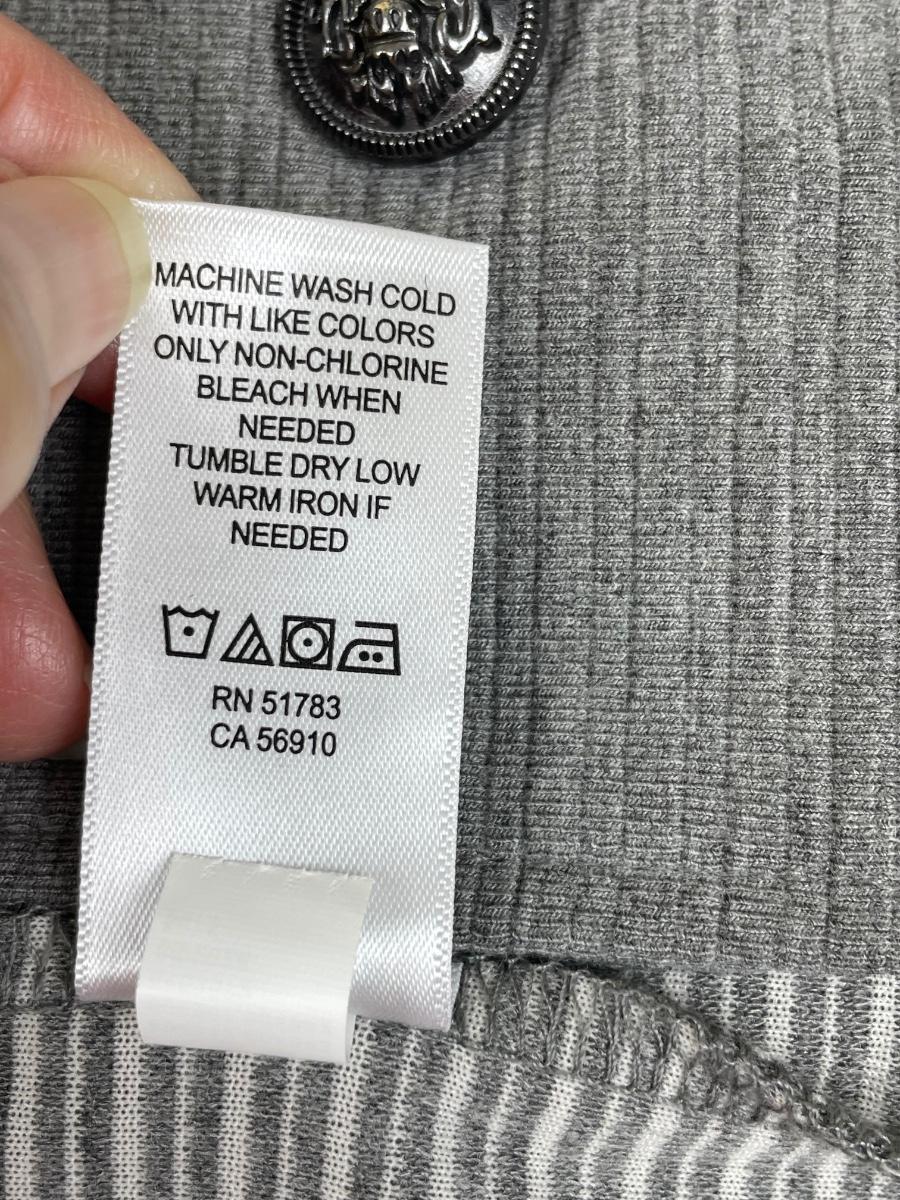 MACHINE WASH COLD
WITH LIKE COLORS
ONLY NON-CHLORINE
BLEACH WHEN
NEEDED
TUMBLE DRY LOW
WARM IRON IF
NEEDED
RN 51783
CA 56910